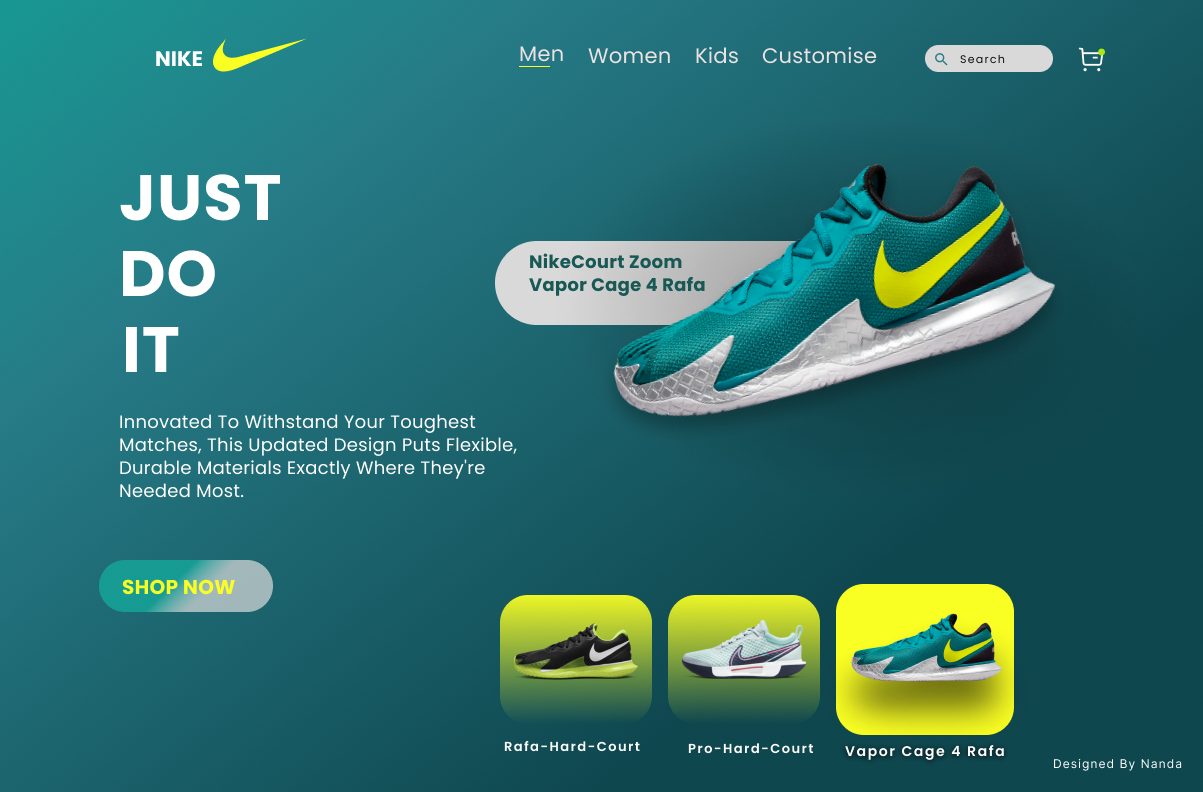 NIKE
Men Women Kids Customise
Search
JUST
DO
IT
NikeCourt Zoom
Vapor Cage 4 Rafa
Innovated To Withstand Your Toughest
Matches, This Updated Design Puts Flexible,
Durable Materials Exactly Where They're
Needed Most.
SHOP NOW
Rafa-Hard-Court
Pro-Hard-Court
Vapor Cage 4 Rafa
Designed By Nanda